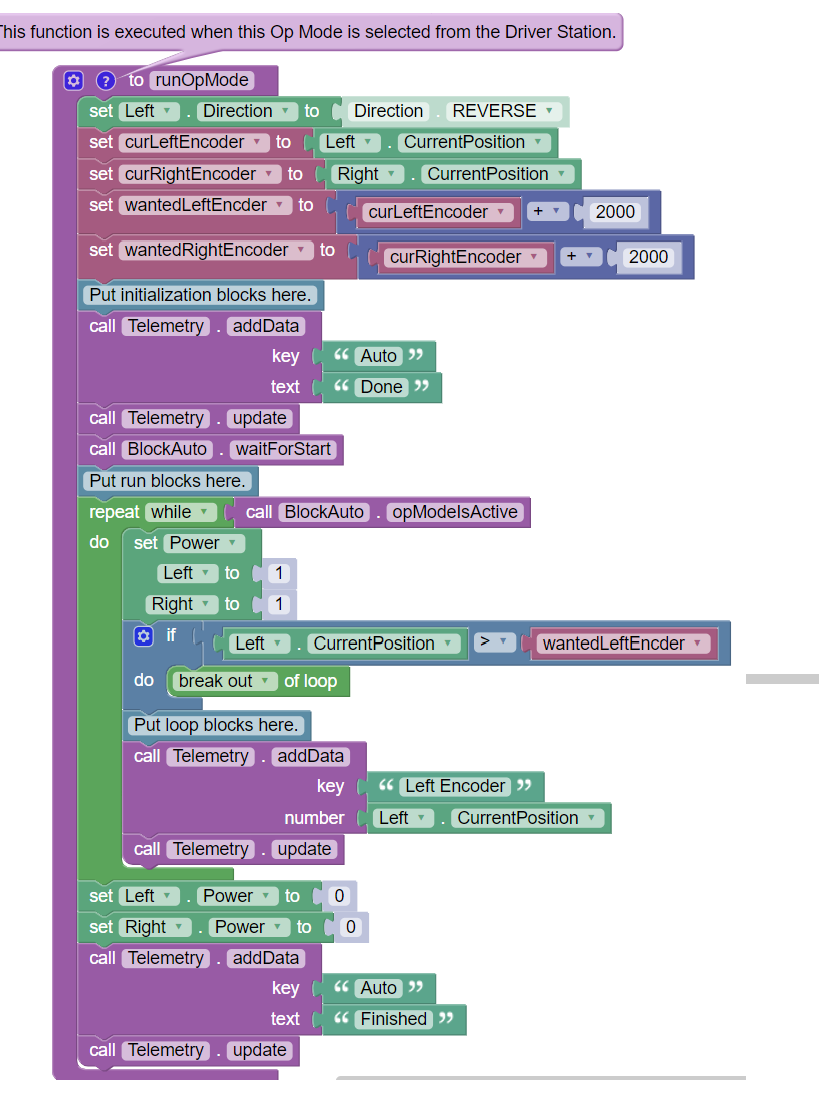 This function is executed when this Op Mode is selected from the Driver Station.
? to runOpMode
set Left . Direction to Direction . REVERSE
set curLeftEncoder to Left . CurrentPosition
set curRightEncoder to Right . CurrentPosition
set wantedLeftEncder to curLeftEncoder + 2000
set wantedRightEncoder to curRightEncoder + 2000
Put initialization blocks here.
call Telemetry . addData
key “ Auto ”
text “ Done ”
call Telemetry . update
call BlockAuto . waitForStart
Put run blocks here.
repeat while call BlockAuto . opModeIsActive
do set Power
Left to 1
Right to 1
if Left . CurrentPosition > wantedLeftEncder
do break out of loop
Put loop blocks here.
call Telemetry . addData
key “ Left Encoder ”
number Left . CurrentPosition
call Telemetry . update
set Left . Power to 0
set Right . Power to 0
call Telemetry . addData
key “ Auto ”
text “ Finished ”
call Telemetry . update